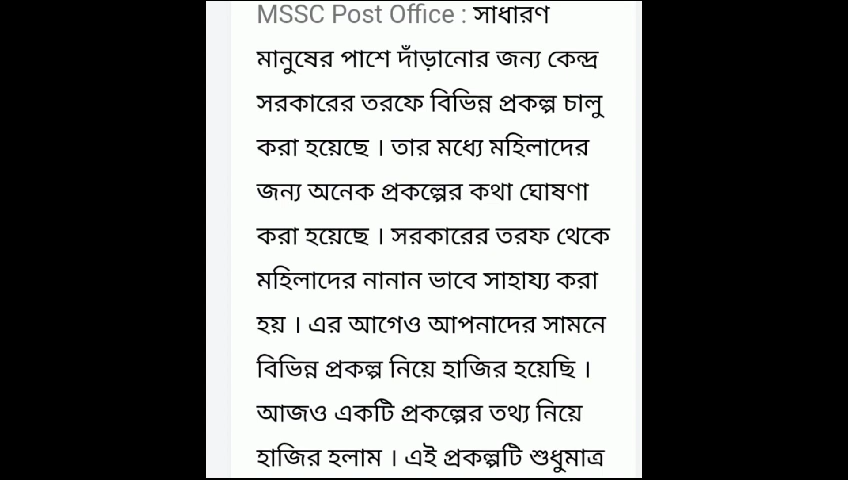 MSSC Post Office : সাধারণ
মানুষের পাশে দাঁড়ানোর জন্য কেন্দ্র
সরকারের তরফে বিভিন্ন প্রকল্প চালু
করা হয়েছে । তার মধ্যে মহিলাদের
জন্য অনেক প্রকল্পের কথা ঘোষণা
করা হয়েছে । সরকারের তরফ থেকে
মহিলাদের নানান ভাবে সাহায্য করা
হয় । এর আগেও আপনাদের সামনে
বিভিন্ন প্রকল্প নিয়ে হাজির হয়েছি ।
আজও একটি প্রকল্পের তথ্য নিয়ে
হাজির হলাম । এই প্রকল্পটি শুধুমাত্র